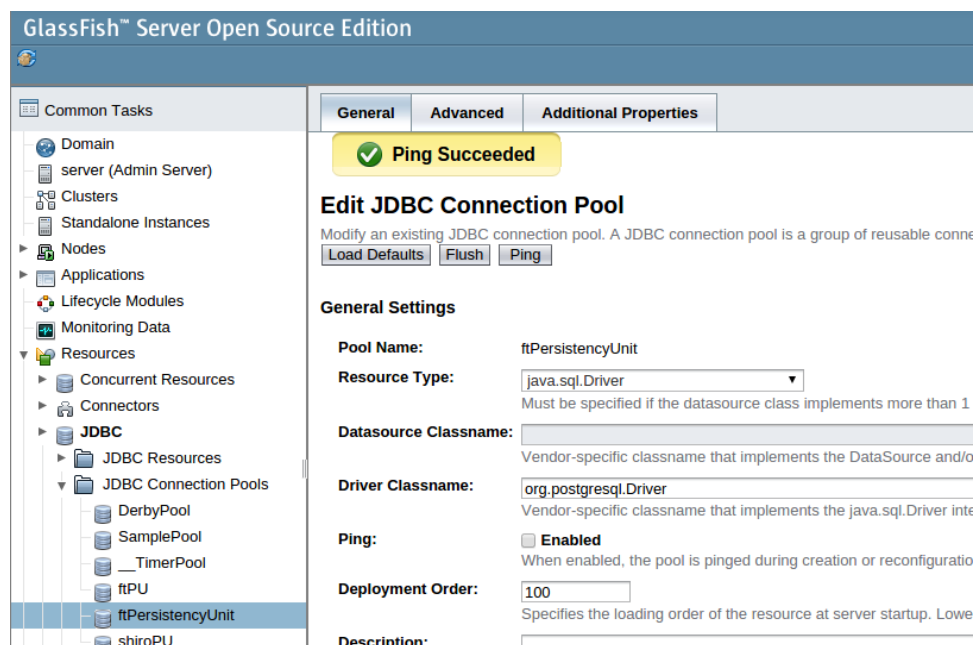 GlassFish™ Server Open Source Edition
Common Tasks
Domain
server (Admin Server)
Clusters
Standalone Instances
Nodes
Applications
Lifecycle Modules
Monitoring Data
Resources
Concurrent Resources
Connectors
JDBC
JDBC Resources
JDBC Connection Pools
DerbyPool
SamplePool
__TimerPool
ftPU
ftPersistencyUnit
shiroPU
General Advanced Additional Properties
Ping Succeeded
Edit JDBC Connection Pool
Modify an existing JDBC connection pool. A JDBC connection pool is a group of reusable conne
Load Defaults Flush Ping
General Settings
Pool Name: ftPersistencyUnit
Resource Type: java.sql.Driver
Must be specified if the datasource class implements more than 1
Datasource Classname:
Vendor-specific classname that implements the DataSource and/o
Driver Classname: org.postgresql.Driver
Vendor-specific classname that implements the java.sql.Driver inte
Ping: Enabled
When enabled, the pool is pinged during creation or reconfiguratio
Deployment Order: 100
Specifies the loading order of the resource at server startup. Lowe
Description: